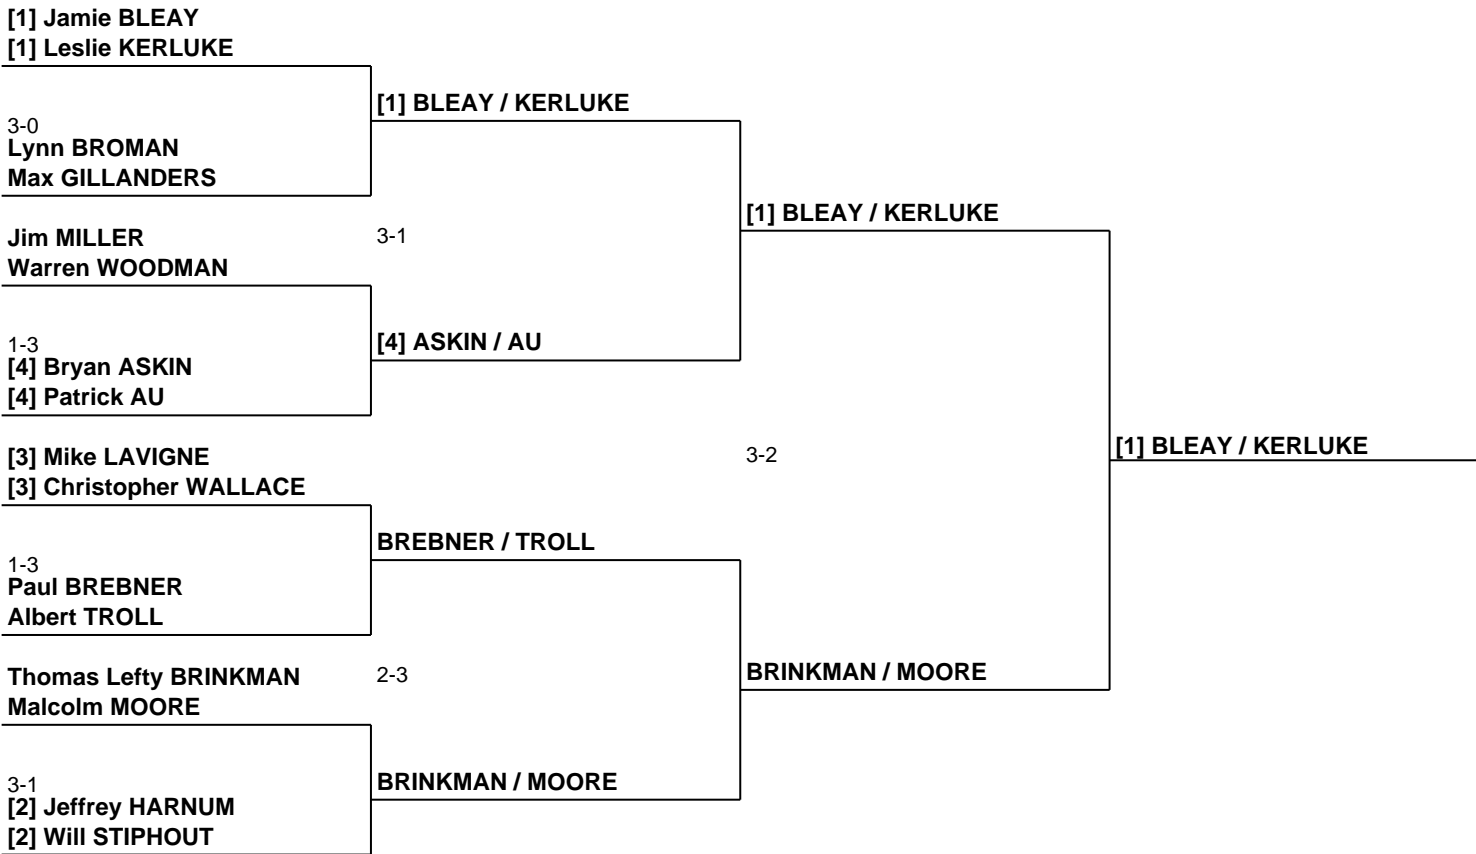 [1] Jamie BLEAY
[1] Leslie KERLUKE
[1] BLEAY / KERLUKE
3-0
Lynn BROMAN
Max GILLANDERS
[1] BLEAY / KERLUKE
Jim MILLER
3-1
Warren WOODMAN
[4] ASKIN / AU
1-3
[4] Bryan ASKIN
[4] Patrick AU
[1] BLEAY / KERLUKE
[3] Mike LAVIGNE
3-2
[3] Christopher WALLACE
BREBNER / TROLL
1-3
Paul BREBNER
Albert TROLL
Thomas Lefty BRINKMAN
2-3
BRINKMAN / MOORE
Malcolm MOORE
BRINKMAN / MOORE
3-1
[2] Jeffrey HARNUM
[2] Will STIPHOUT